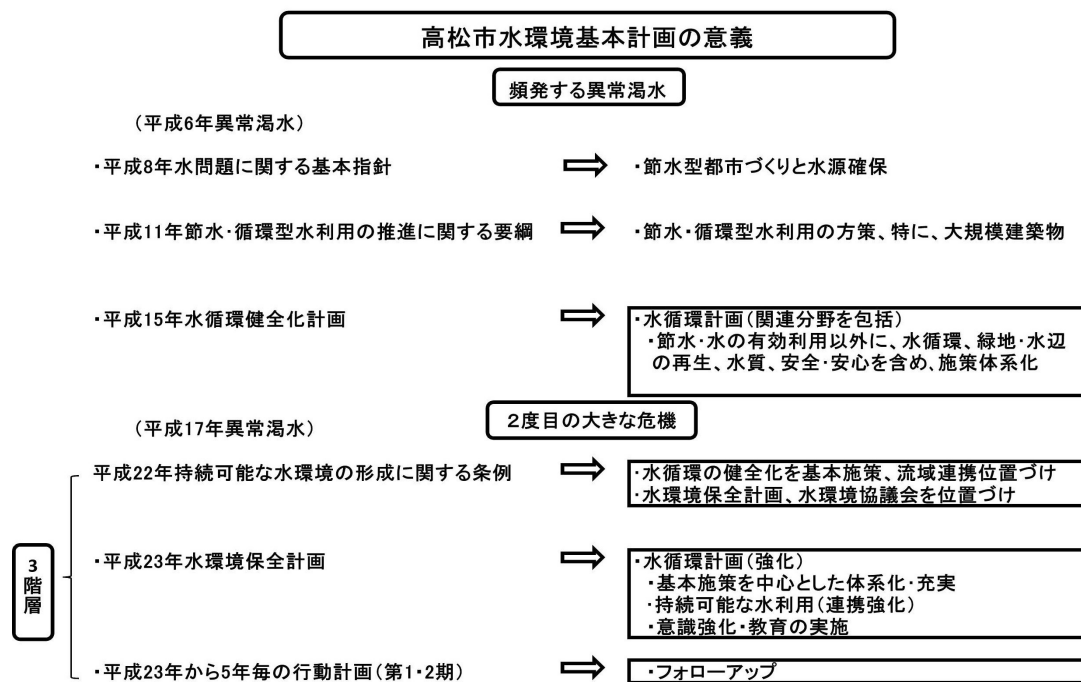 高松市水環境基本計画の意義
頻発する異常渇水
（平成6年異常渇水）
・平成8年水問題に関する基本指針
・節水型都市づくりと水源確保
・平成11年節水・循環型水利用の推進に関する要綱
・節水・循環型水利用の方策、特に、大規模建築物
・平成15年水循環健全化計画
・水循環計画（関連分野を包括）
・節水・水の有効利用以外に、水循環、緑地・水辺
の再生、水質、安全・安心を含め、施策体系化
2度目の大きな危機
（平成17年異常渇水）
平成22年持続可能な水環境の形成に関する条例
・水循環の健全化を基本施策、流域連携位置づけ
・水環境保全計画、水環境協議会を位置づけ
3階層
・平成23年水環境保全計画
・水循環計画（強化）
・基本施策を中心とした体系化・充実
・持続可能な水利用（連携強化）
・意識強化・教育の実施
・平成23年から5年毎の行動計画（第1・2期）
・フォローアップ